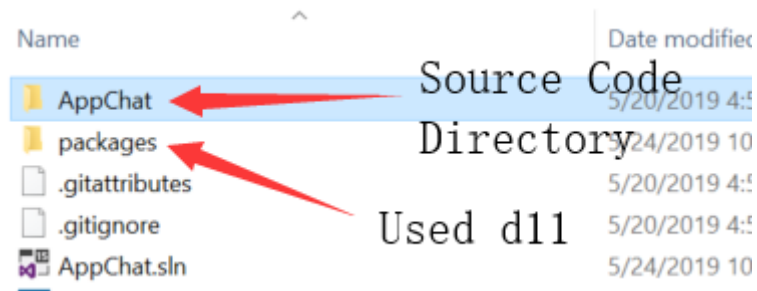 Name Date modified
AppChat Source Code 5/20/2019 4:5
packages Directory 5/24/2019 10
.gitattributes 5/20/2019 4:5
.gitignore Used dll 5/20/2019 4:5
AppChat.sln 5/24/2019 10